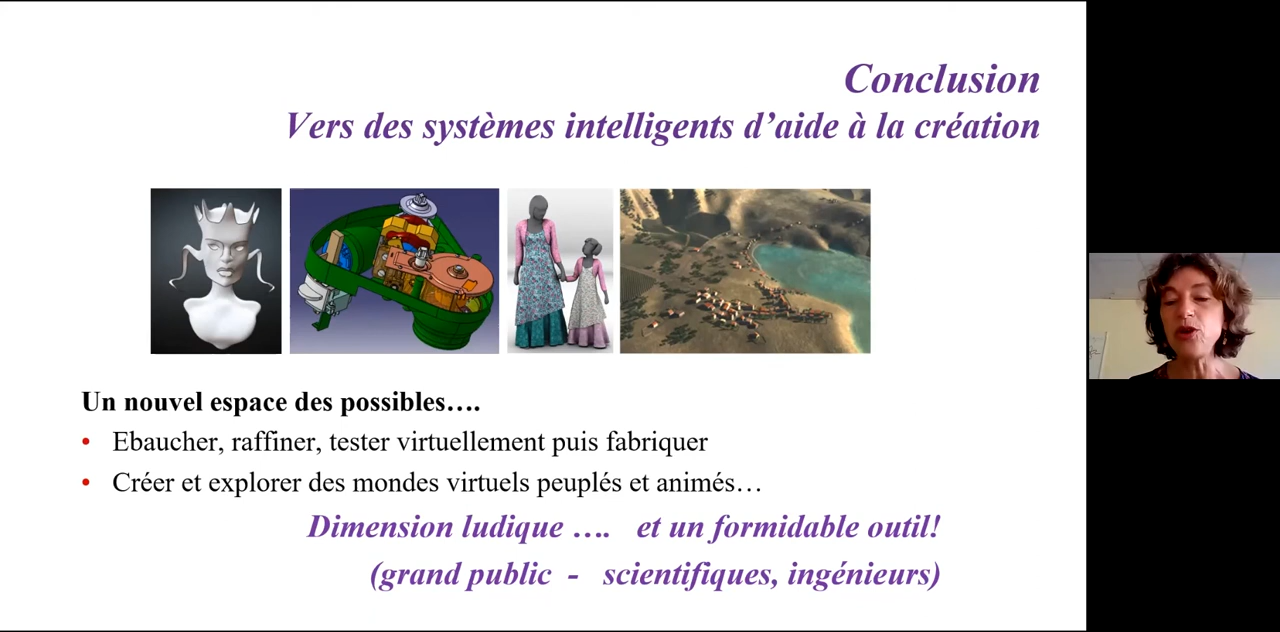 Conclusion
Vers des systèmes intelligents d’aide à la création
Un nouvel espace des possibles….
• Ebaucher, raffiner, tester virtuellement puis fabriquer
• Créer et explorer des mondes virtuels peuplés et animés…
Dimension ludique …. et un formidable outil!
(grand public - scientifiques, ingénieurs)